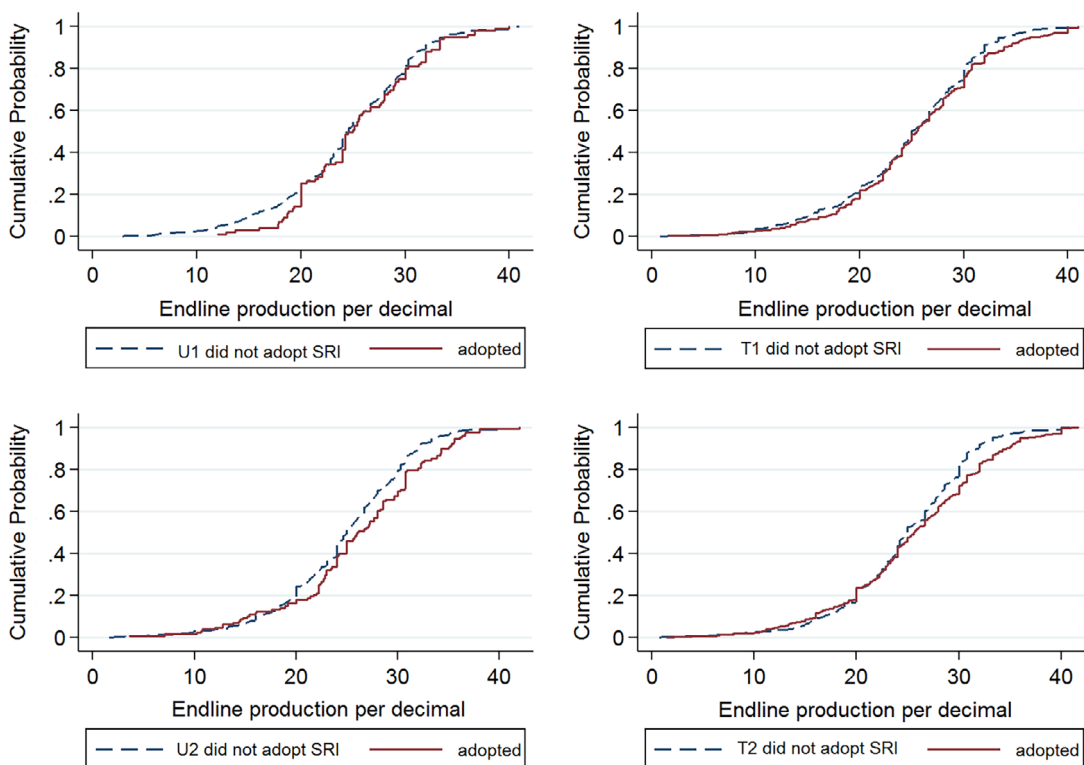 Cumulative Probability
1
.8
.6
.4
.2
0
0 10 20 30 40
Endline production per decimal
U1 did not adopt SRI adopted
Cumulative Probability
1
.8
.6
.4
.2
0
0 10 20 30 40
Endline production per decimal
T1 did not adopt SRI adopted
Cumulative Probability
1
.8
.6
.4
.2
0
0 10 20 30 40
Endline production per decimal
U2 did not adopt SRI adopted
Cumulative Probability
1
.8
.6
.4
.2
0
0 10 20 30 40
Endline production per decimal
T2 did not adopt SRI adopted